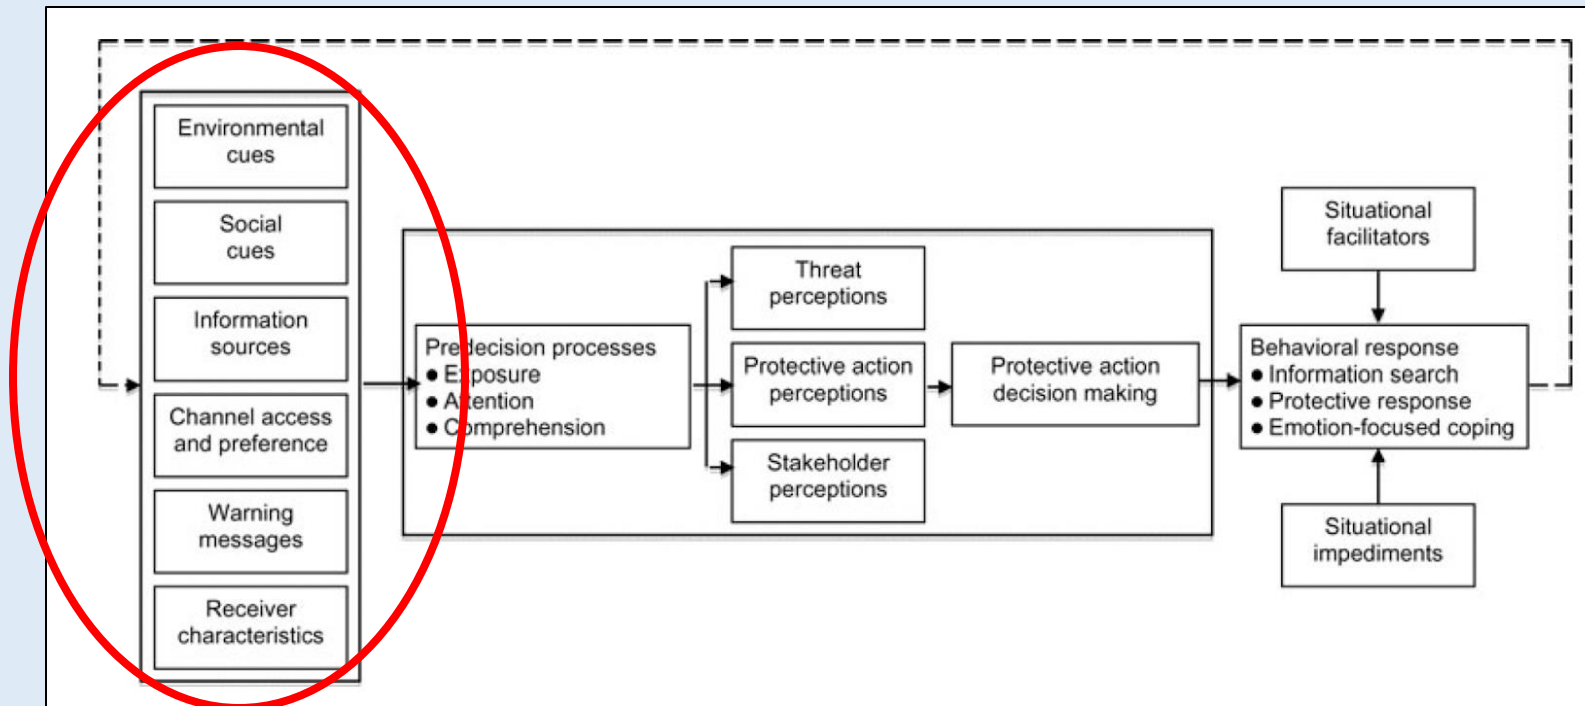 Environmental
cues
Social
cues
Information
sources
Channel access
and preference
Warning
messages
Receiver
characteristics
Predecision processes
● Exposure
● Attention
● Comprehension
Threat
perceptions
Protective action
perceptions
Stakeholder
perceptions
Protective action
decision making
Situational
facilitators
Behavioral response
● Information search
● Protective response
● Emotion-focused coping
Situational
impediments